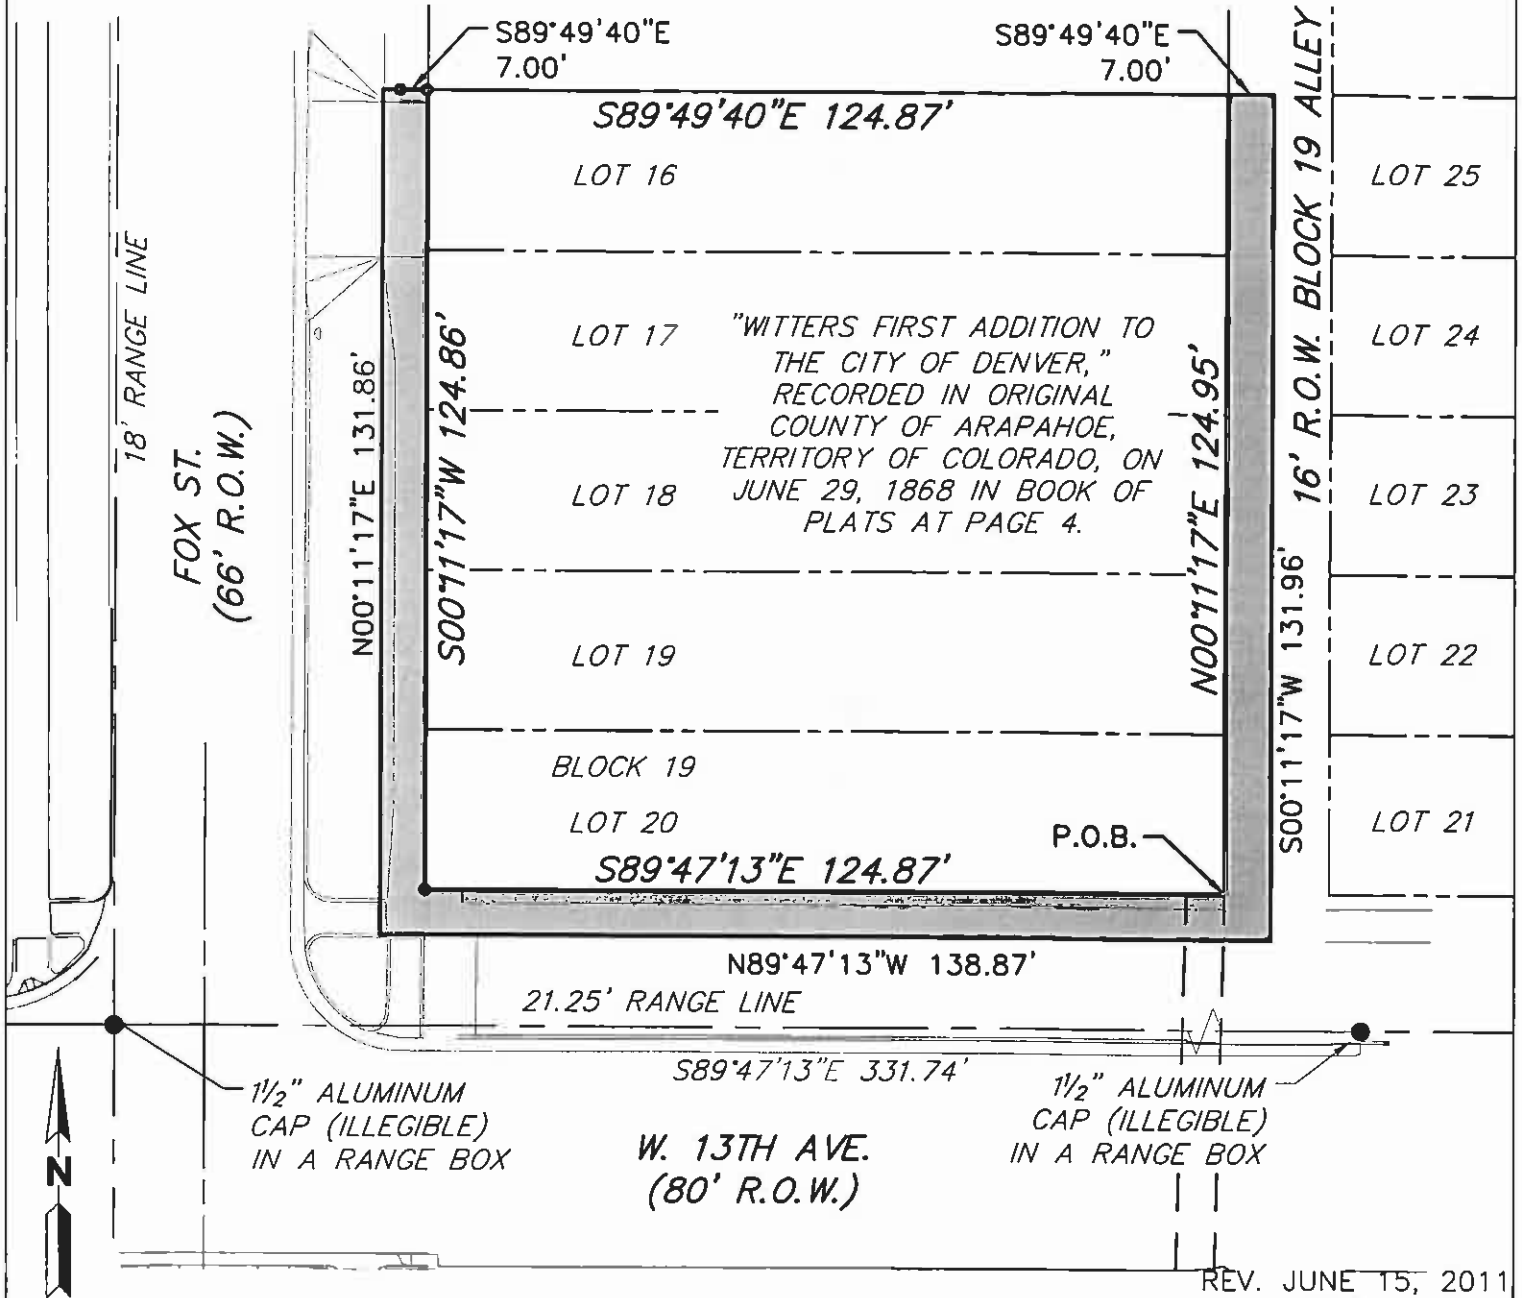 S89°49'40"E
7.00'
S89°49'40"E
7.00'
S89°49'40"E 124.87'
LOT 16
LOT 25
16' R.O.W. BLOCK 19 ALLEY
18' RANGE LINE
FOX ST.
(66' R.O.W.)
N00°11'17"E 131.86'
S00°11'17"W 124.86'
LOT 17
"WITTERS FIRST ADDITION TO
THE CITY OF DENVER,"
RECORDED IN ORIGINAL
COUNTY OF ARAPAHOE,
TERRITORY OF COLORADO, ON
JUNE 29, 1868 IN BOOK OF
PLATS AT PAGE 4.
N00°11'17"E 124.95'
LOT 24
LOT 18
LOT 23
S00°11'17"W 131.96'
LOT 19
LOT 22
BLOCK 19
LOT 20
P.O.B.
LOT 21
S89°47'13"E 124.87'
N89°47'13"W 138.87'
21.25' RANGE LINE
S89°47'13"E 331.74'
1½" ALUMINUM
CAP (ILLEGIBLE)
IN A RANGE BOX
1½" ALUMINUM
CAP (ILLEGIBLE)
IN A RANGE BOX
W. 13TH AVE.
(80' R.O.W.)
N
REV. JUNE 15, 2011